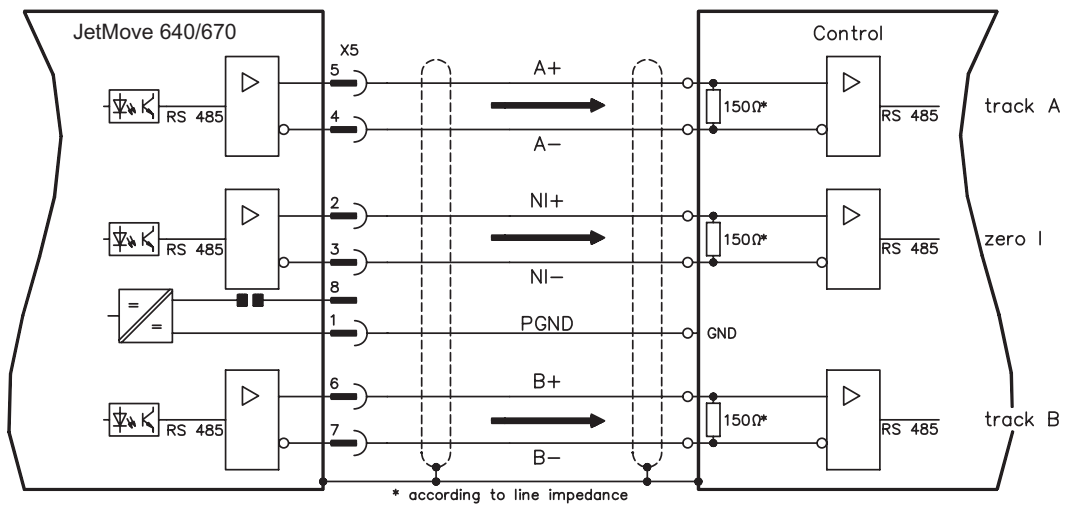 JetMove 640/670
Control
X5
5
A+
150Ω*
RS 485
RS 485
track A
4
A-
2
NI+
150Ω*
RS 485
RS 485
zero I
3
NI-
8
=
=
1
PGND
GND
6
B+
150Ω*
RS 485
RS 485
track B
7
B-
* according to line impedance